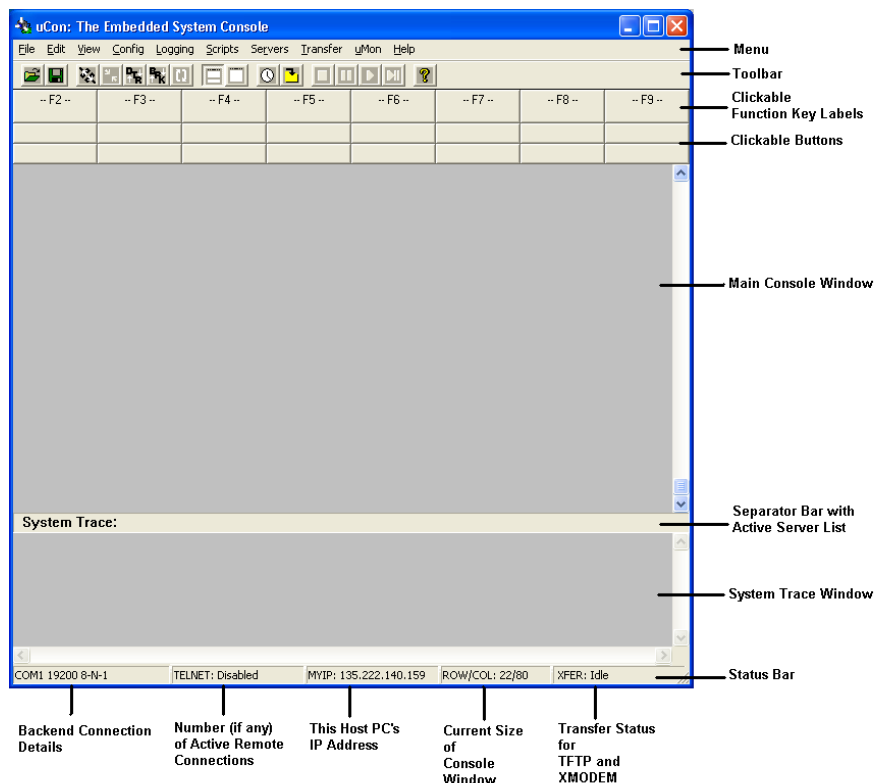 uCon: The Embedded System Console
File Edit View Config Logging Scripts Servers Transfer uMon Help
Menu
DTR BRK
Toolbar
-- F2 -- -- F3 -- -- F4 -- -- F5 -- -- F6 -- -- F7 -- -- F8 -- -- F9 --
Clickable
Function Key Labels
Clickable Buttons
Main Console Window
System Trace:
Separator Bar with
Active Server List
System Trace Window
COM1 19200 8-N-1 TELNET: Disabled MYIP: 135.222.140.159 ROW/COL: 22/80 XFER: Idle
Status Bar
Backend Connection
Details
Number (if any)
of Active Remote
Connections
This Host PC's
IP Address
Current Size
of
Console
Window
Transfer Status
for
TFTP and
XMODEM